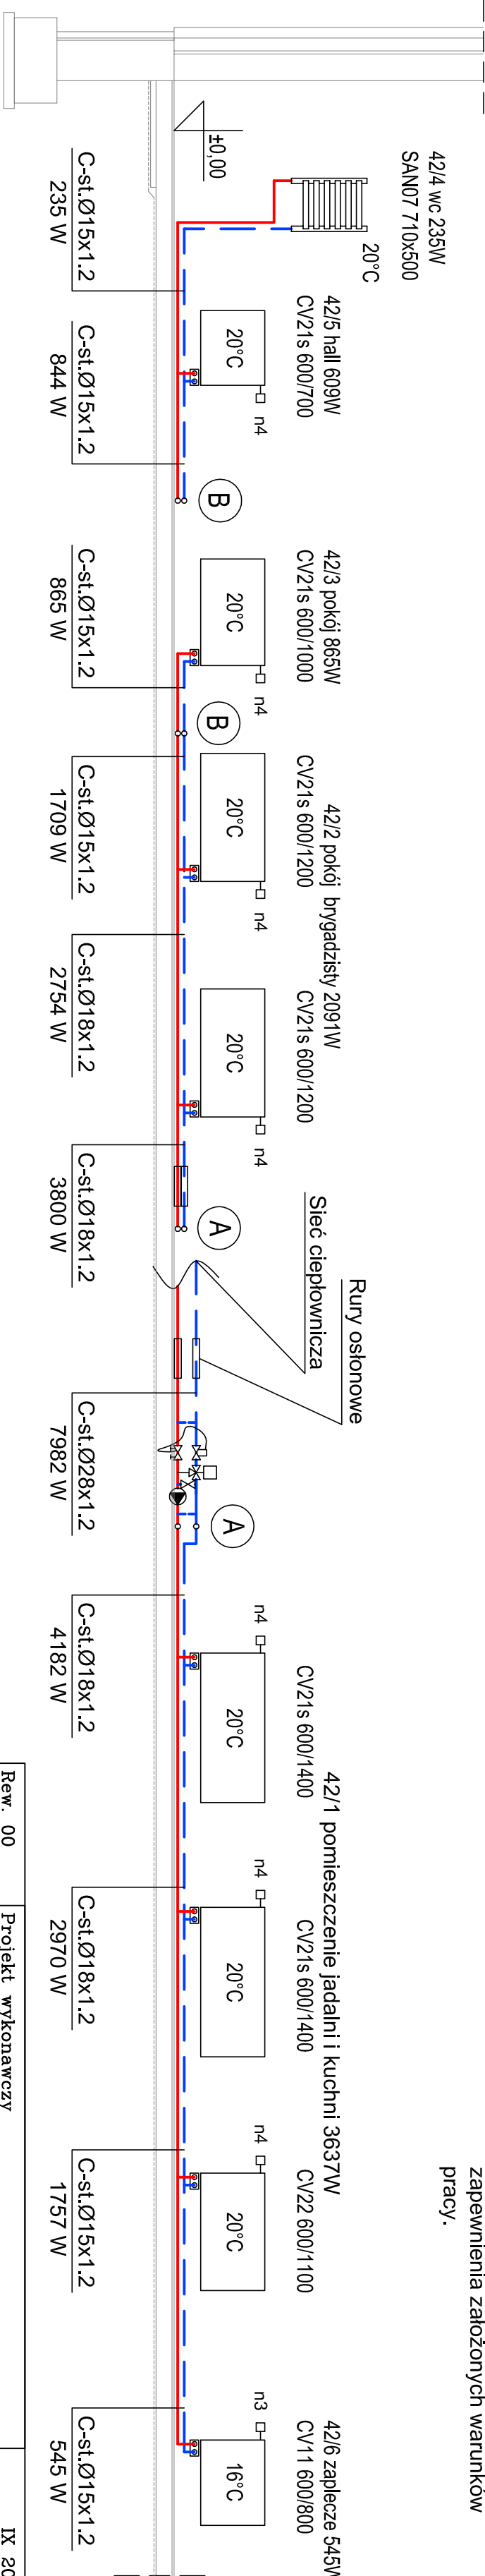 42/4 wc 235W
SAN07 710x500
20°C
±0,00
C-st.Ø15x1.2
235 W
42/5 hall 609W
CV21s 600/700
20°C
n4
C-st.Ø15x1.2
844 W
B
42/3 pokój 865W
CV21s 600/1000
20°C
n4
C-st.Ø15x1.2
865 W
B
42/2 pokój brygadzisty 2091W
CV21s 600/1200
CV21s 600/1200
20°C
n4
C-st.Ø15x1.2
1709 W
20°C
n4
C-st.Ø18x1.2
2754 W
C-st.Ø18x1.2
3800 W
A
Sieć ciepłownicza
Rury osłonowe
C-st.Ø28x1.2
7982 W
A
C-st.Ø18x1.2
4182 W
42/1 pomieszczenie jadalni i kuchni 3637W
CV21s 600/1400
CV21s 600/1400
CV22 600/1100
n4
20°C
n4
20°C
C-st.Ø18x1.2
2970 W
n4
20°C
C-st.Ø15x1.2
1757 W
42/6 zaplecze 545W
CV11 600/800
n3
16°C
C-st.Ø15x1.2
545 W
zapewnienia założonych warunków
pracy.
Rew. 00
Projekt wykonawczy
IX 20